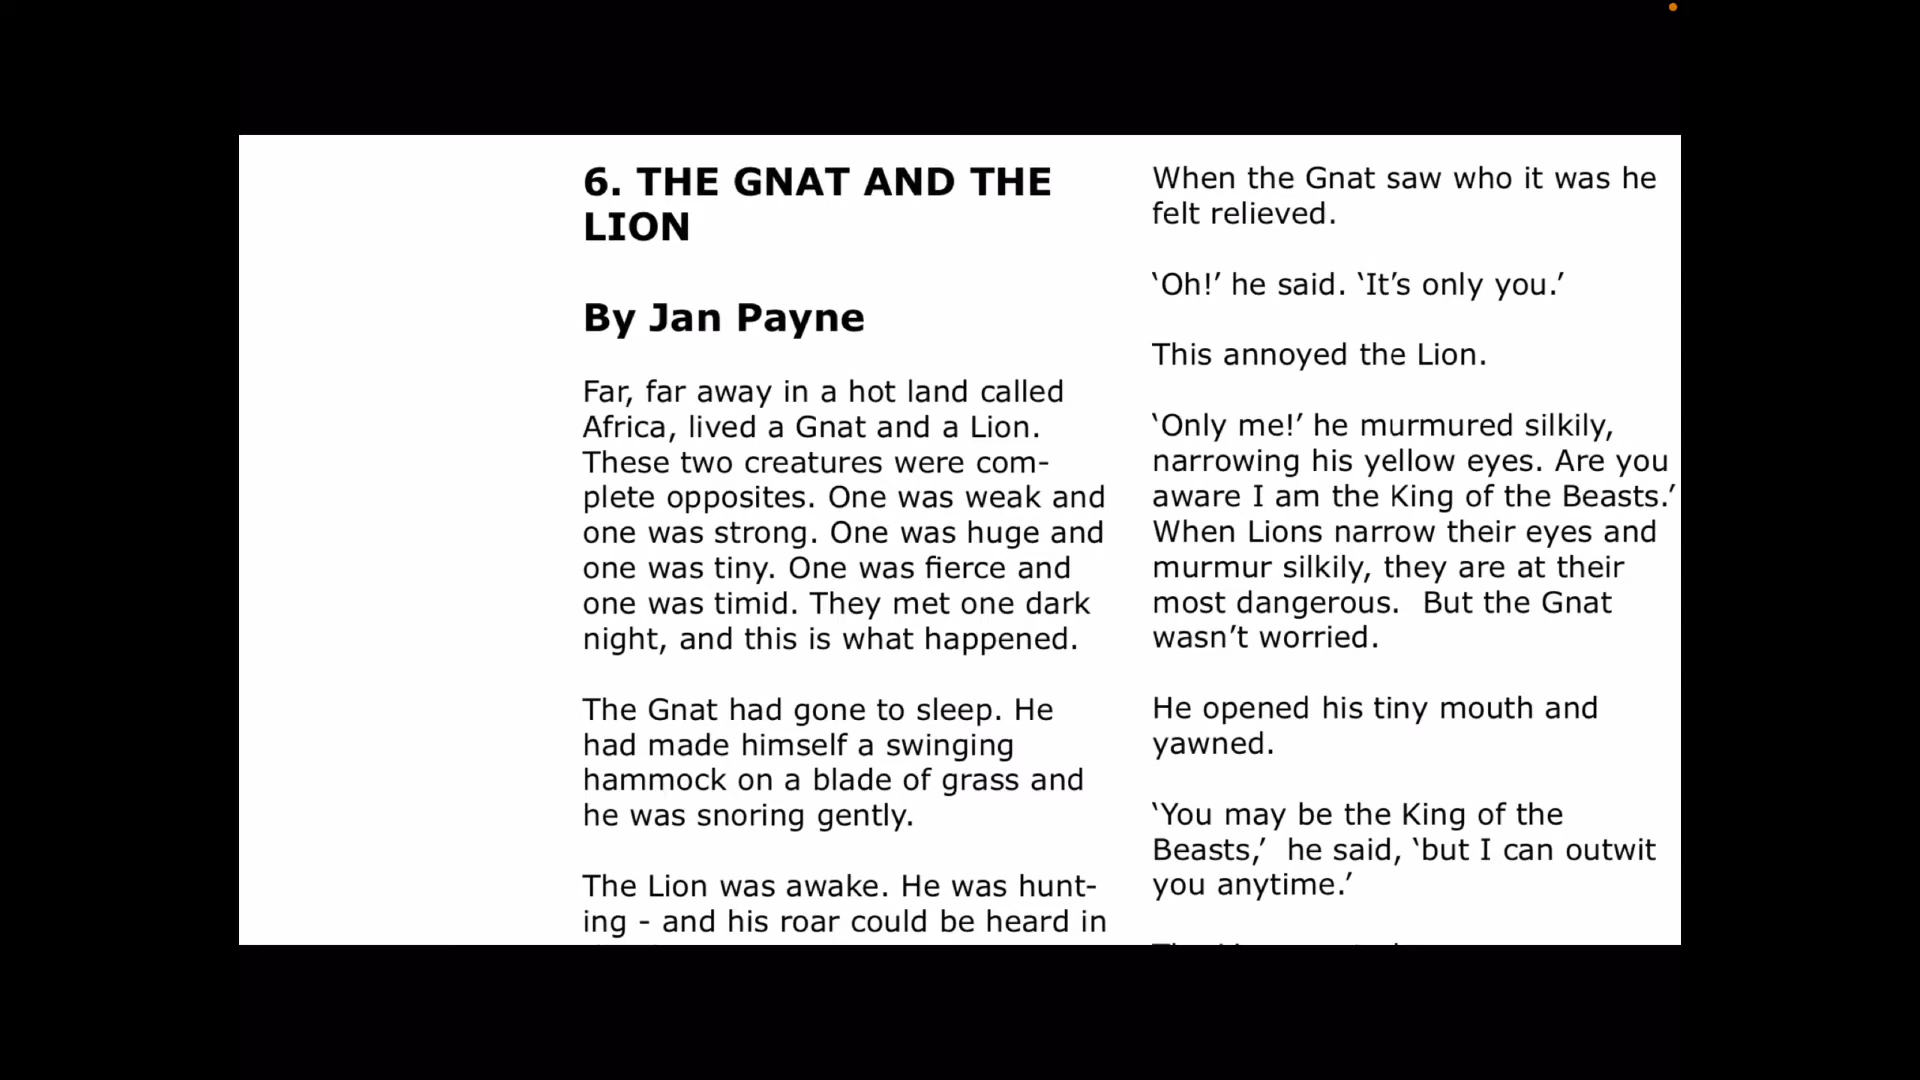 6. THE GNAT AND THE
LION
By Jan Payne
Far, far away in a hot land called
Africa, lived a Gnat and a Lion.
These two creatures were com-
plete opposites. One was weak and
one was strong. One was huge and
one was tiny. One was fierce and
one was timid. They met one dark
night, and this is what happened.
The Gnat had gone to sleep. He
had made himself a swinging
hammock on a blade of grass and
he was snoring gently.
The Lion was awake. He was hunt-
ing - and his roar could be heard in
When the Gnat saw who it was he
felt relieved.
‘Oh!’ he said. ‘It’s only you.’
This annoyed the Lion.
‘Only me!’ he murmured silkily,
narrowing his yellow eyes. Are you
aware I am the King of the Beasts.’
When Lions narrow their eyes and
murmur silkily, they are at their
most dangerous.  But the Gnat
wasn’t worried.
He opened his tiny mouth and
yawned.
‘You may be the King of the
Beasts,’  he said, ‘but I can outwit
you anytime.’